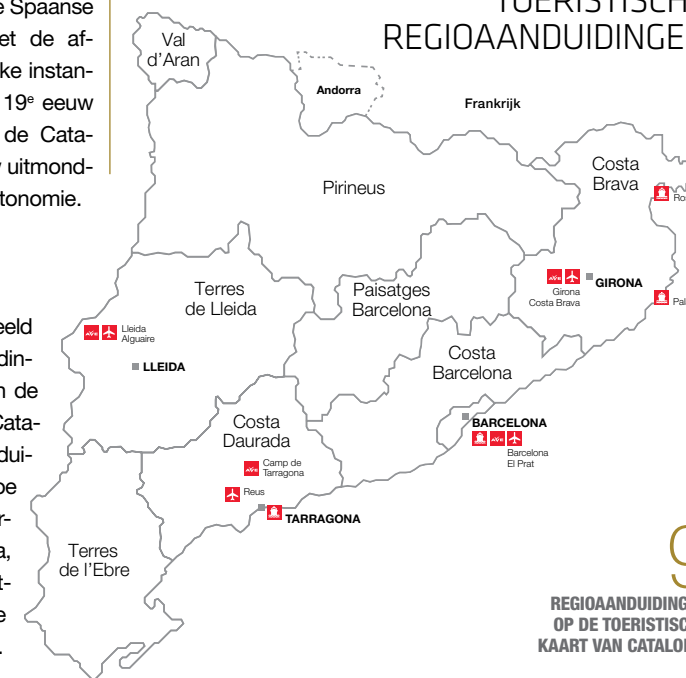 e Spaanse
et de af-
ke instan-
19e eeuw
de Cata-
uitmond-
tonomie.
eeld
din-
n de
Cata-
dui-
oe
r-
a,
t-
e
TOERISTISCH
REGIOAANDUIDINGE
Val
d'Aran
Andorra
Frankrijk
Pirineus
Costa
Brava
Ro
Girona
Costa Brava
GIRONA
Pal
Terres
de Lleida
Paisatges
Barcelona
Lleida
Alguaire
LLEIDA
Costa
Barcelona
BARCELONA
Barcelona
El Prat
Costa
Daurada
Camp de
Tarragona
Reus
TARRAGONA
Terres
de l'Ebre
9
REGIOAANDUIDING
OP DE TOERISTISC
KAART VAN CATALO